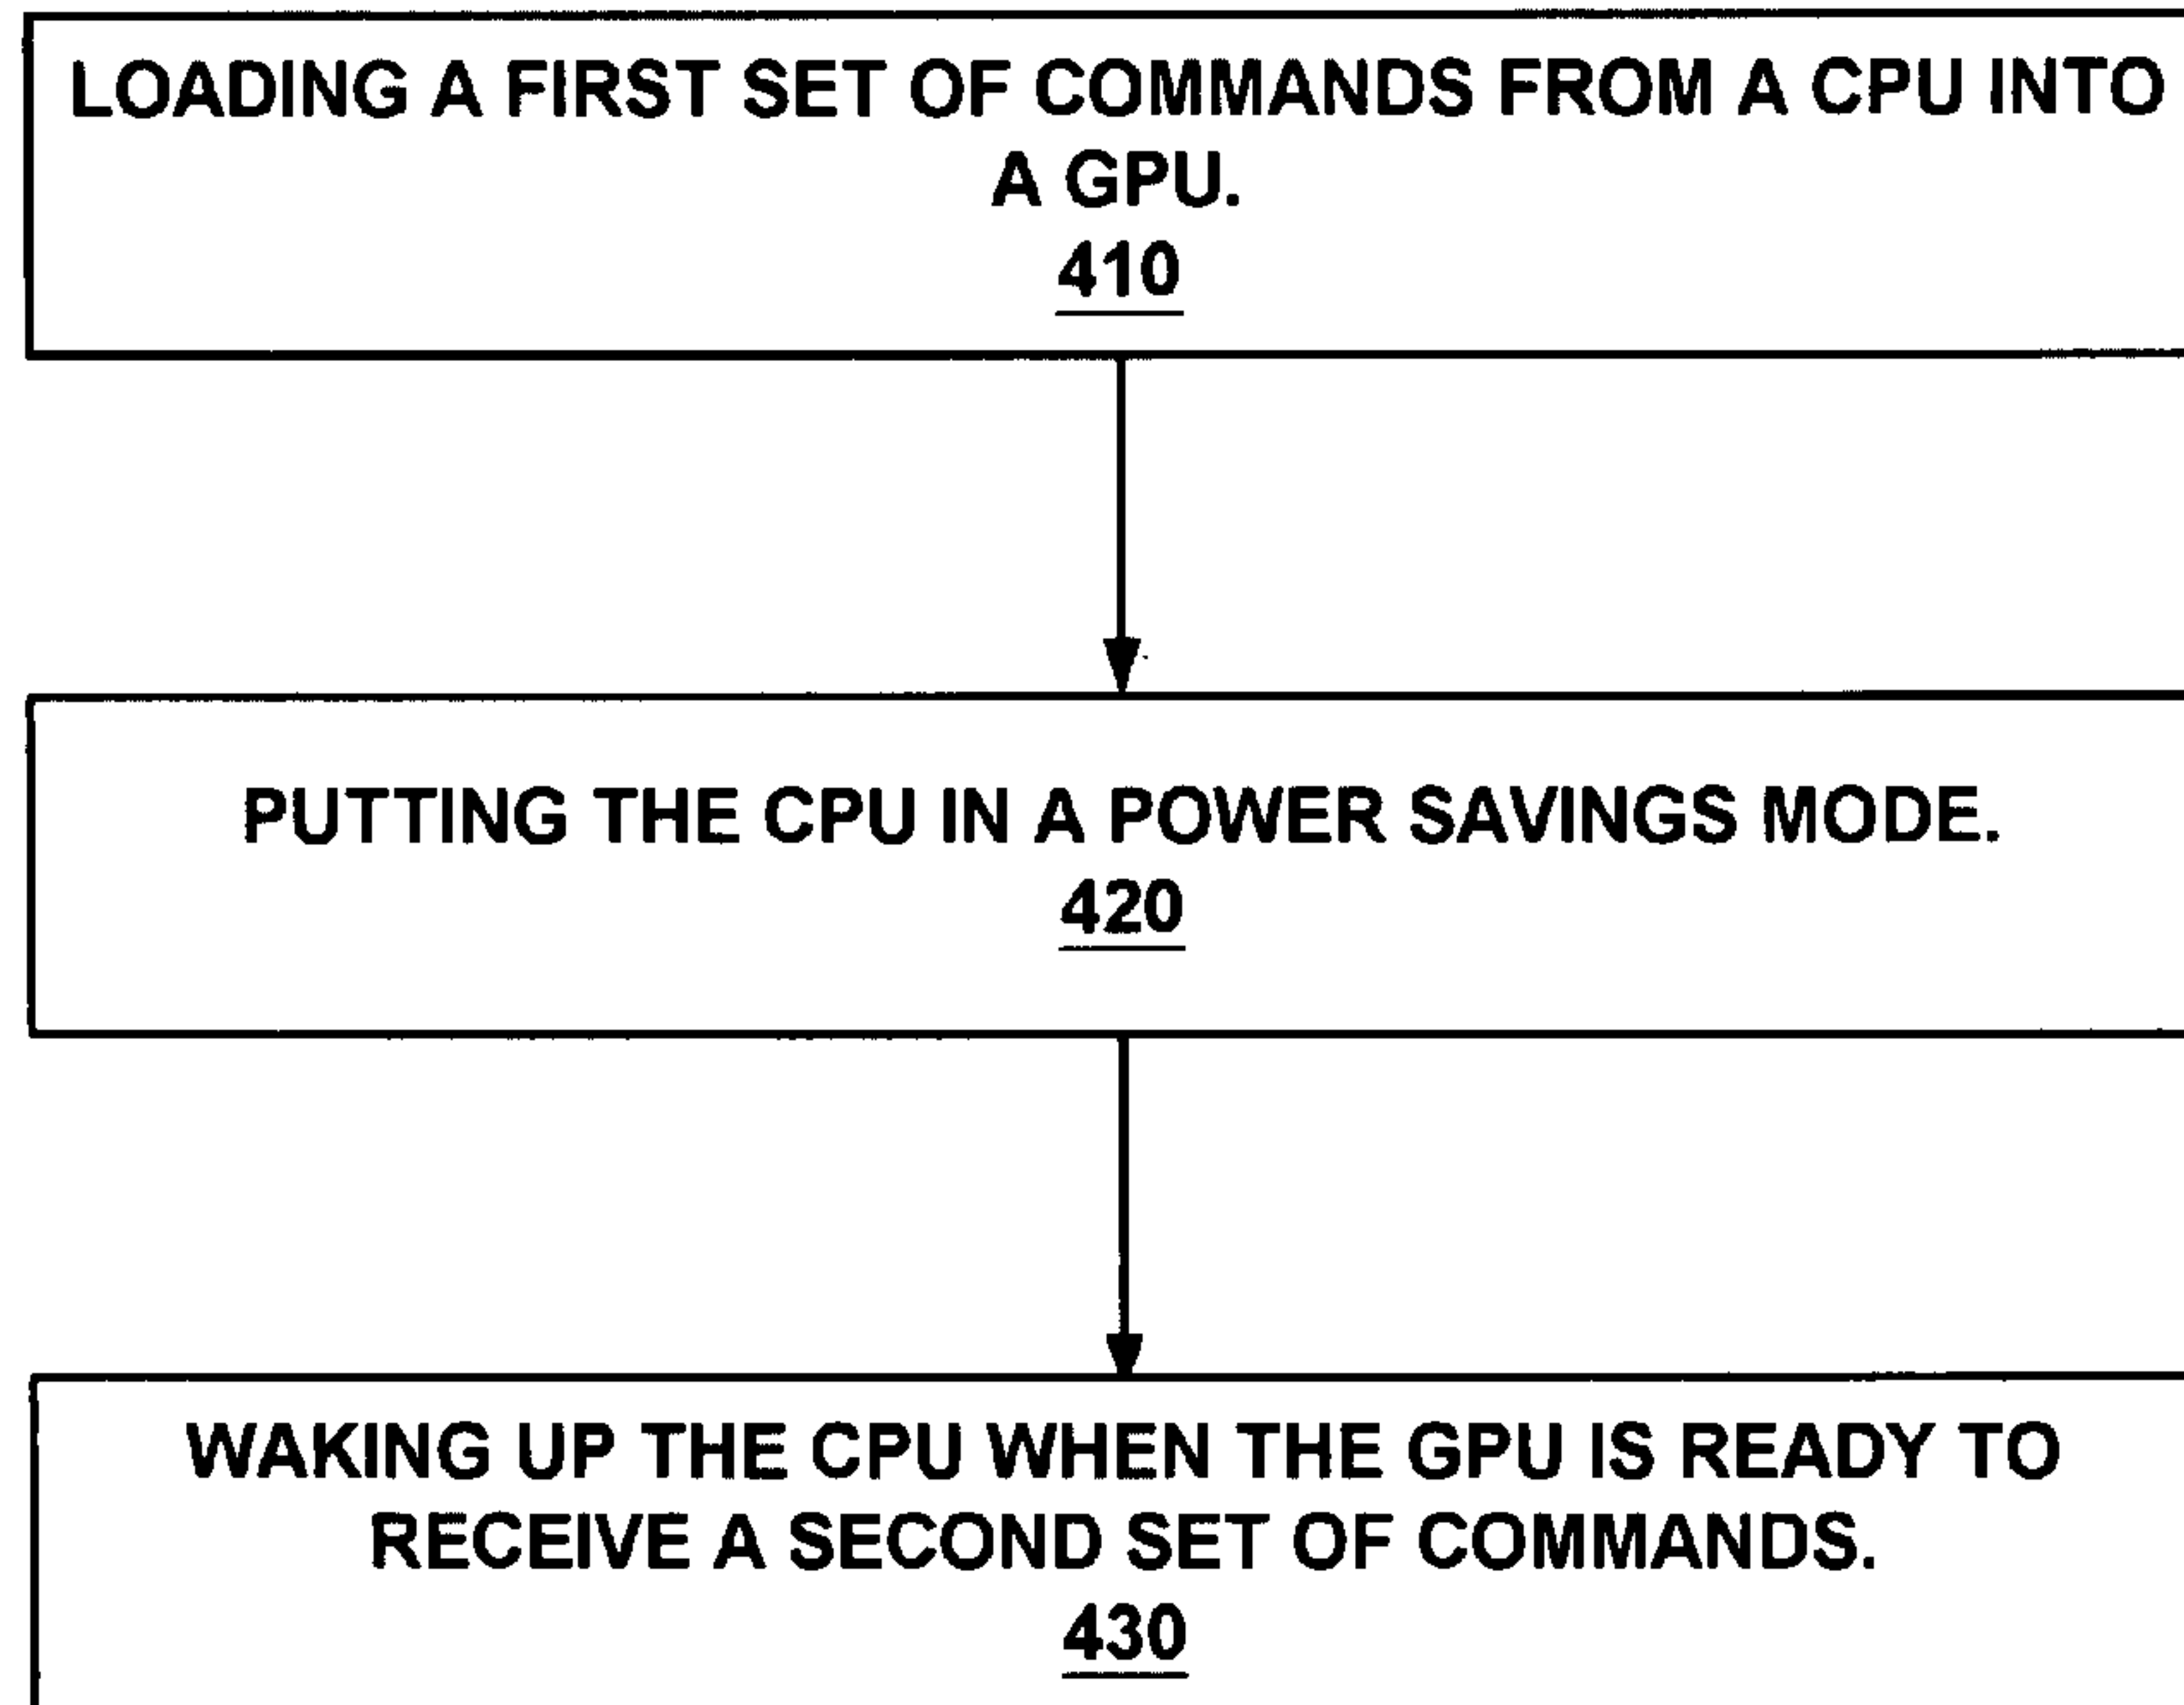 LOADING A FIRST SET OF COMMANDS FROM A CPU INTO
A GPU.
410
PUTTING THE CPU IN A POWER SAVINGS MODE.
420
WAKING UP THE CPU WHEN THE GPU IS READY TO
RECEIVE A SECOND SET OF COMMANDS.
430